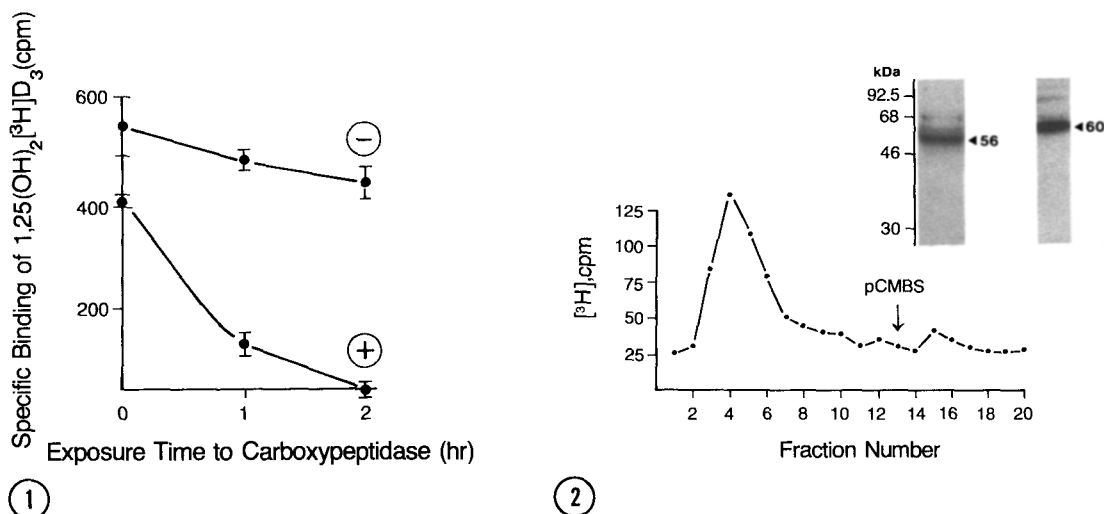 Specific Binding of 1,25(OH)2[3H]D3(cpm)
600
400
200
−
+
0 1 2
Exposure Time to Carboxypeptidase (hr)
1
kDa
92.5
68
46
30
56
60
[3H],cpm
125
100
75
50
25
pCMBS
2 4 6 8 10 12 14 16 18 20
Fraction Number
2